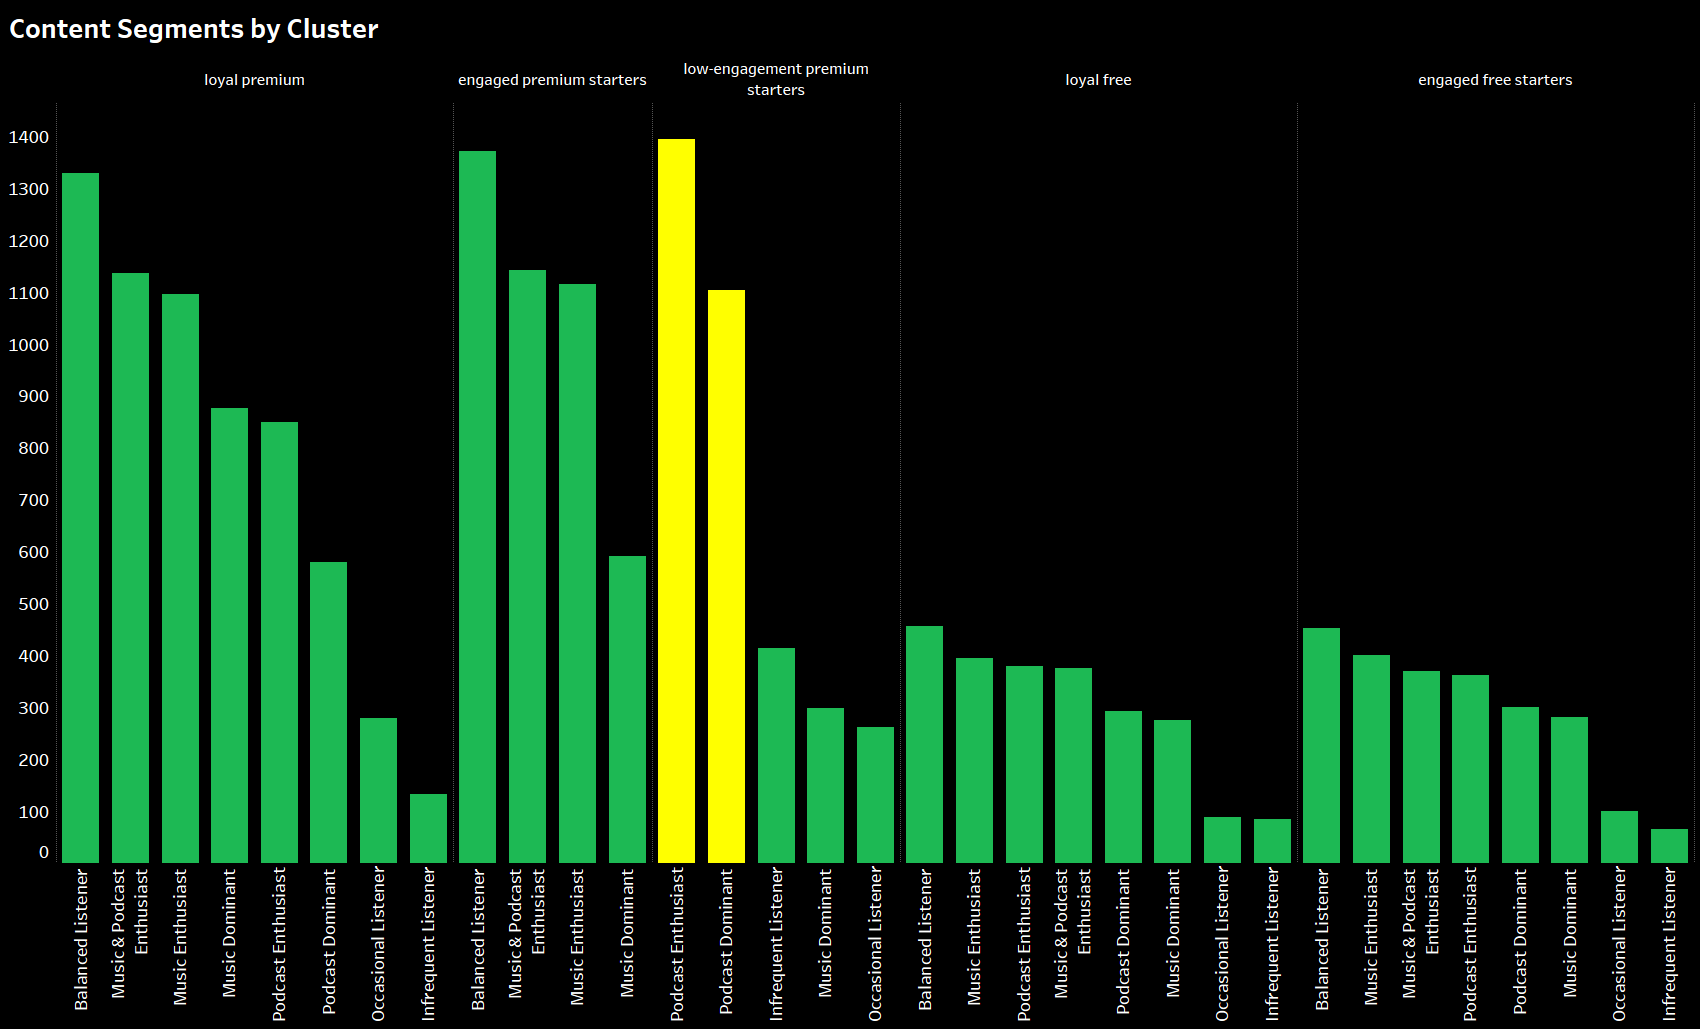 Content Segments by Cluster
loyal premium
engaged premium starters
low-engagement premium
starters
loyal free
engaged free starters
1400
1300
1200
1100
1000
900
800
700
600
500
400
300
200
100
0
Balanced Listener
Music & Podcast
Enthusiast
Music Enthusiast
Music Dominant
Podcast Enthusiast
Podcast Dominant
Occasional Listener
Infrequent Listener
Balanced Listener
Music & Podcast
Enthusiast
Music Enthusiast
Music Dominant
Podcast Enthusiast
Podcast Dominant
Infrequent Listener
Music Dominant
Occasional Listener
Balanced Listener
Music Enthusiast
Podcast Enthusiast
Music & Podcast
Enthusiast
Podcast Dominant
Music Dominant
Occasional Listener
Infrequent Listener
Balanced Listener
Music Enthusiast
Music & Podcast
Enthusiast
Podcast Enthusiast
Podcast Dominant
Music Dominant
Occasional Listener
Infrequent Listener